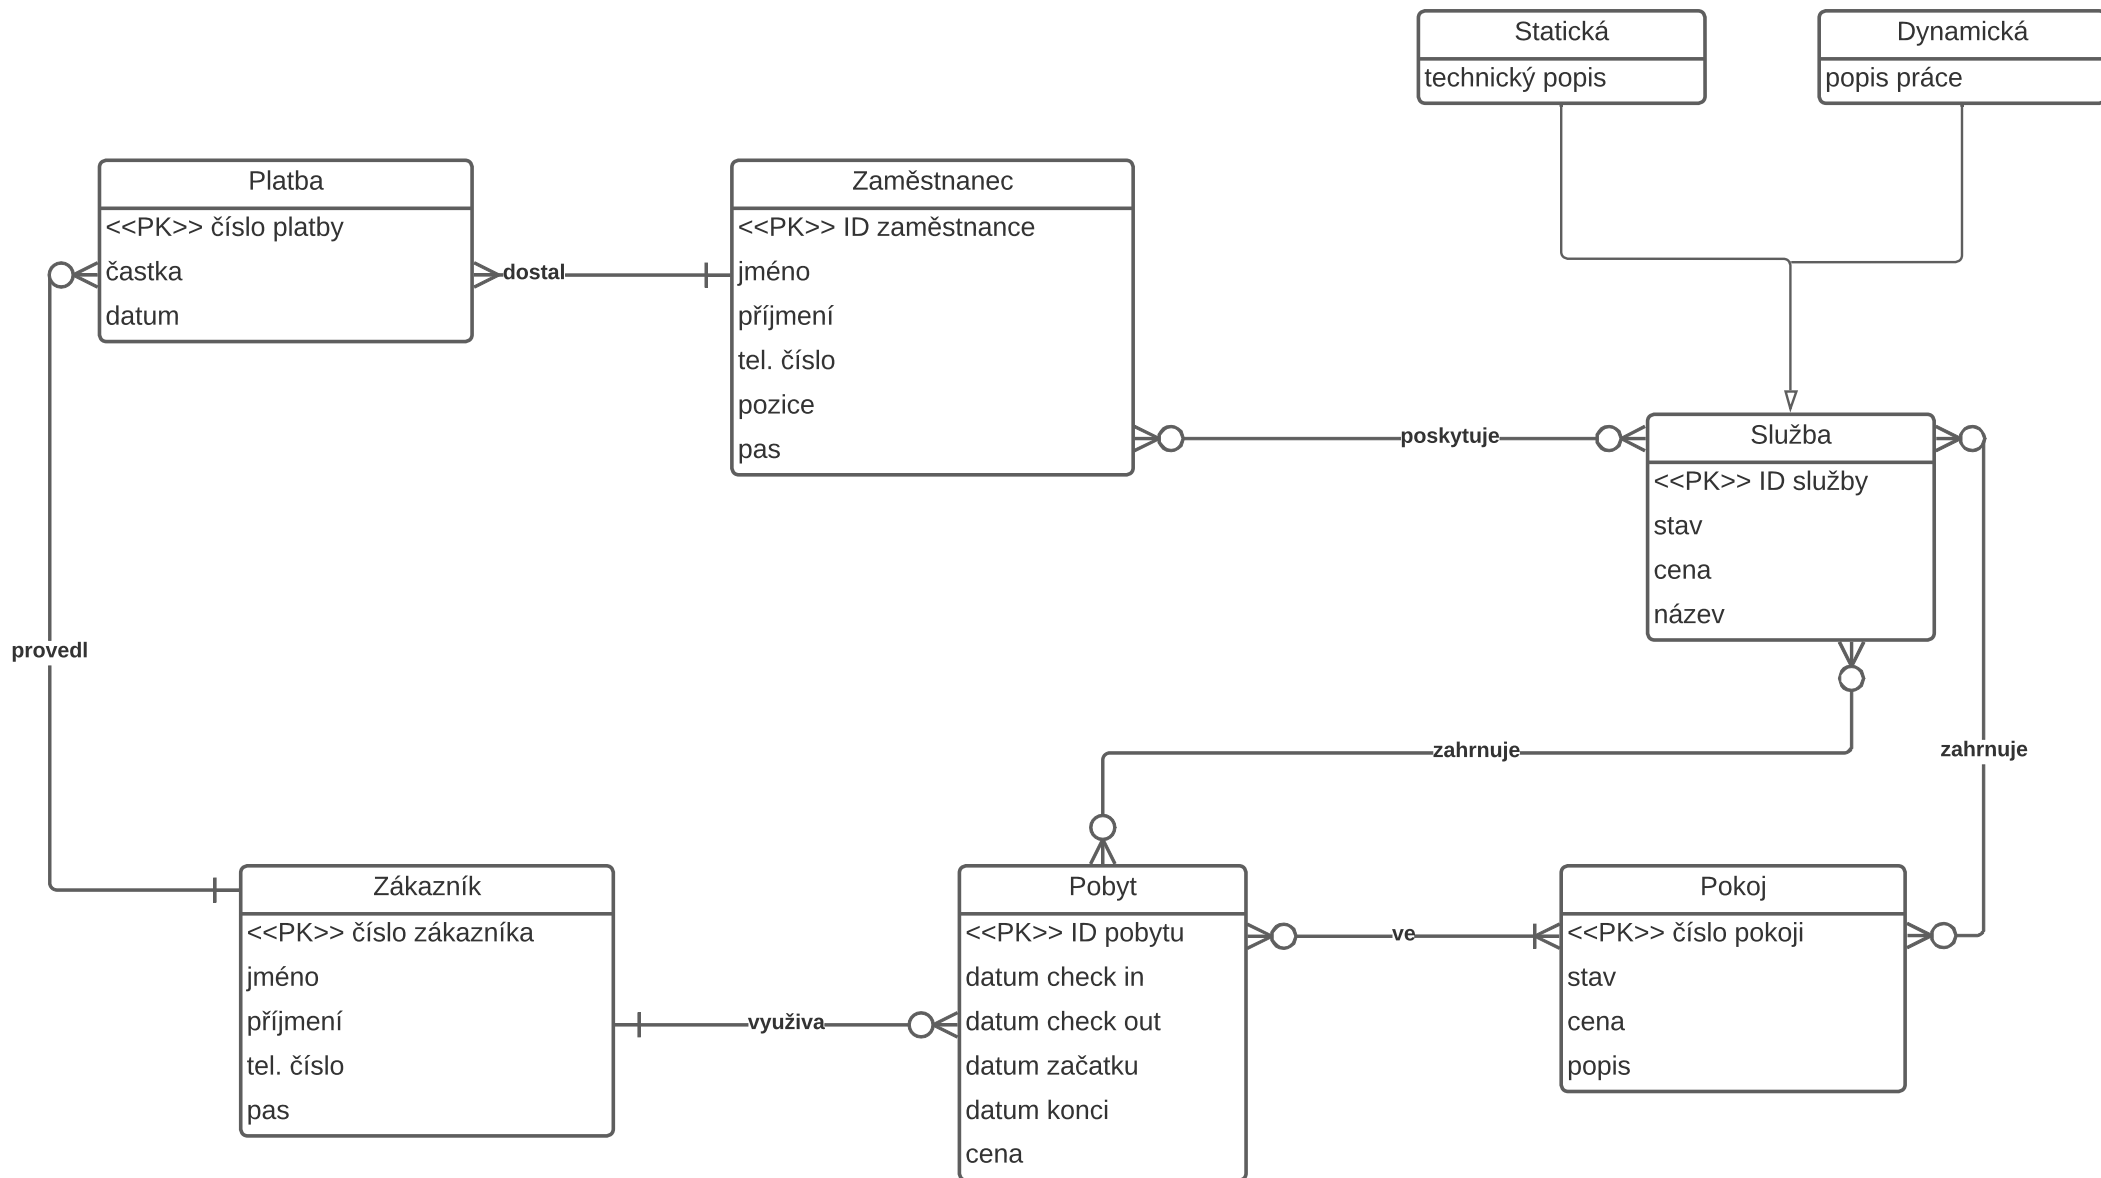 Statická
technický popis
Dynamická
popis práce
Platba
<<PK>> číslo platby
častka
datum
dostal
Zaměstnanec
<<PK>> ID zaměstnance
jméno
příjmení
tel. číslo
pozice
pas
poskytuje
Služba
<<PK>> ID služby
stav
cena
název
provedl
zahrnuje
zahrnuje
Zákazník
<<PK>> číslo zákazníka
jméno
příjmení
tel. číslo
pas
využiva
Pobyt
<<PK>> ID pobytu
datum check in
datum check out
datum začatku
datum konci
cena
ve
Pokoj
<<PK>> číslo pokoji
stav
cena
popis